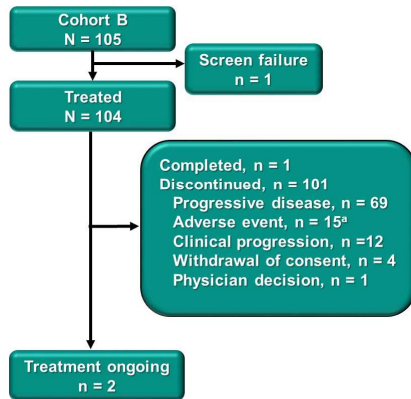 Cohort B
N = 105
Screen failure
n = 1
Treated
N = 104
Completed, n = 1
Discontinued, n = 101
Progressive disease, n = 69
Adverse event, n = 15ᵃ
Clinical progression, n =12
Withdrawal of consent, n = 4
Physician decision, n = 1
Treatment ongoing
n = 2